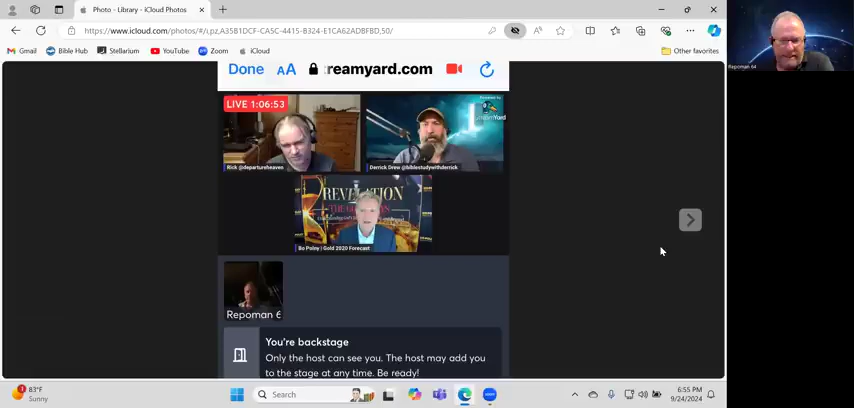 Photo - Library - iCloud Photos
https://www.icloud.com/photos/#/i,pz,A35B1DCF-CA5C-4415-B324-E1CA62ADBFBD,50/
Gmail
Bible Hub
Stellarium
YouTube
Zoom
iCloud
Other favorites
Repoman 64
Done
AA
reamyard.com
LIVE 1:06:53
Powered by
StreamYard
Rick @departureheaven
Derrick Drew @biblestudywithderrick
REVELATION
Bo Polny | Gold 2020 Forecast
Repoman 6
You're backstage
Only the host can see you. The host may add you
to the stage at any time. Be ready!
83°F
Sunny
Search
6:55 PM
9/24/2024